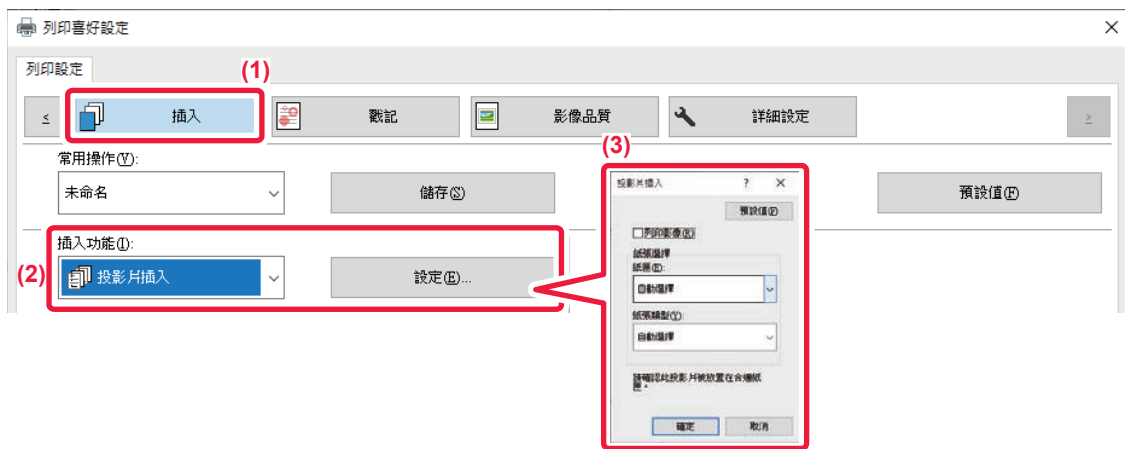 列印喜好設定
列印設定
(1)
插入
戳記
影像品質
詳細設定
常用操作(V):
未命名
儲存(S)
預設值(F)
插入功能(I):
(2)
投影片插入
設定(E)...
(3)
投影片插入
預設值(F)
列印影像(R)
紙張選擇
紙匣(D):
自動選擇
紙張類型(Y):
自動選擇
請確認此投影片被放置在合適紙
匣。
確定
取消